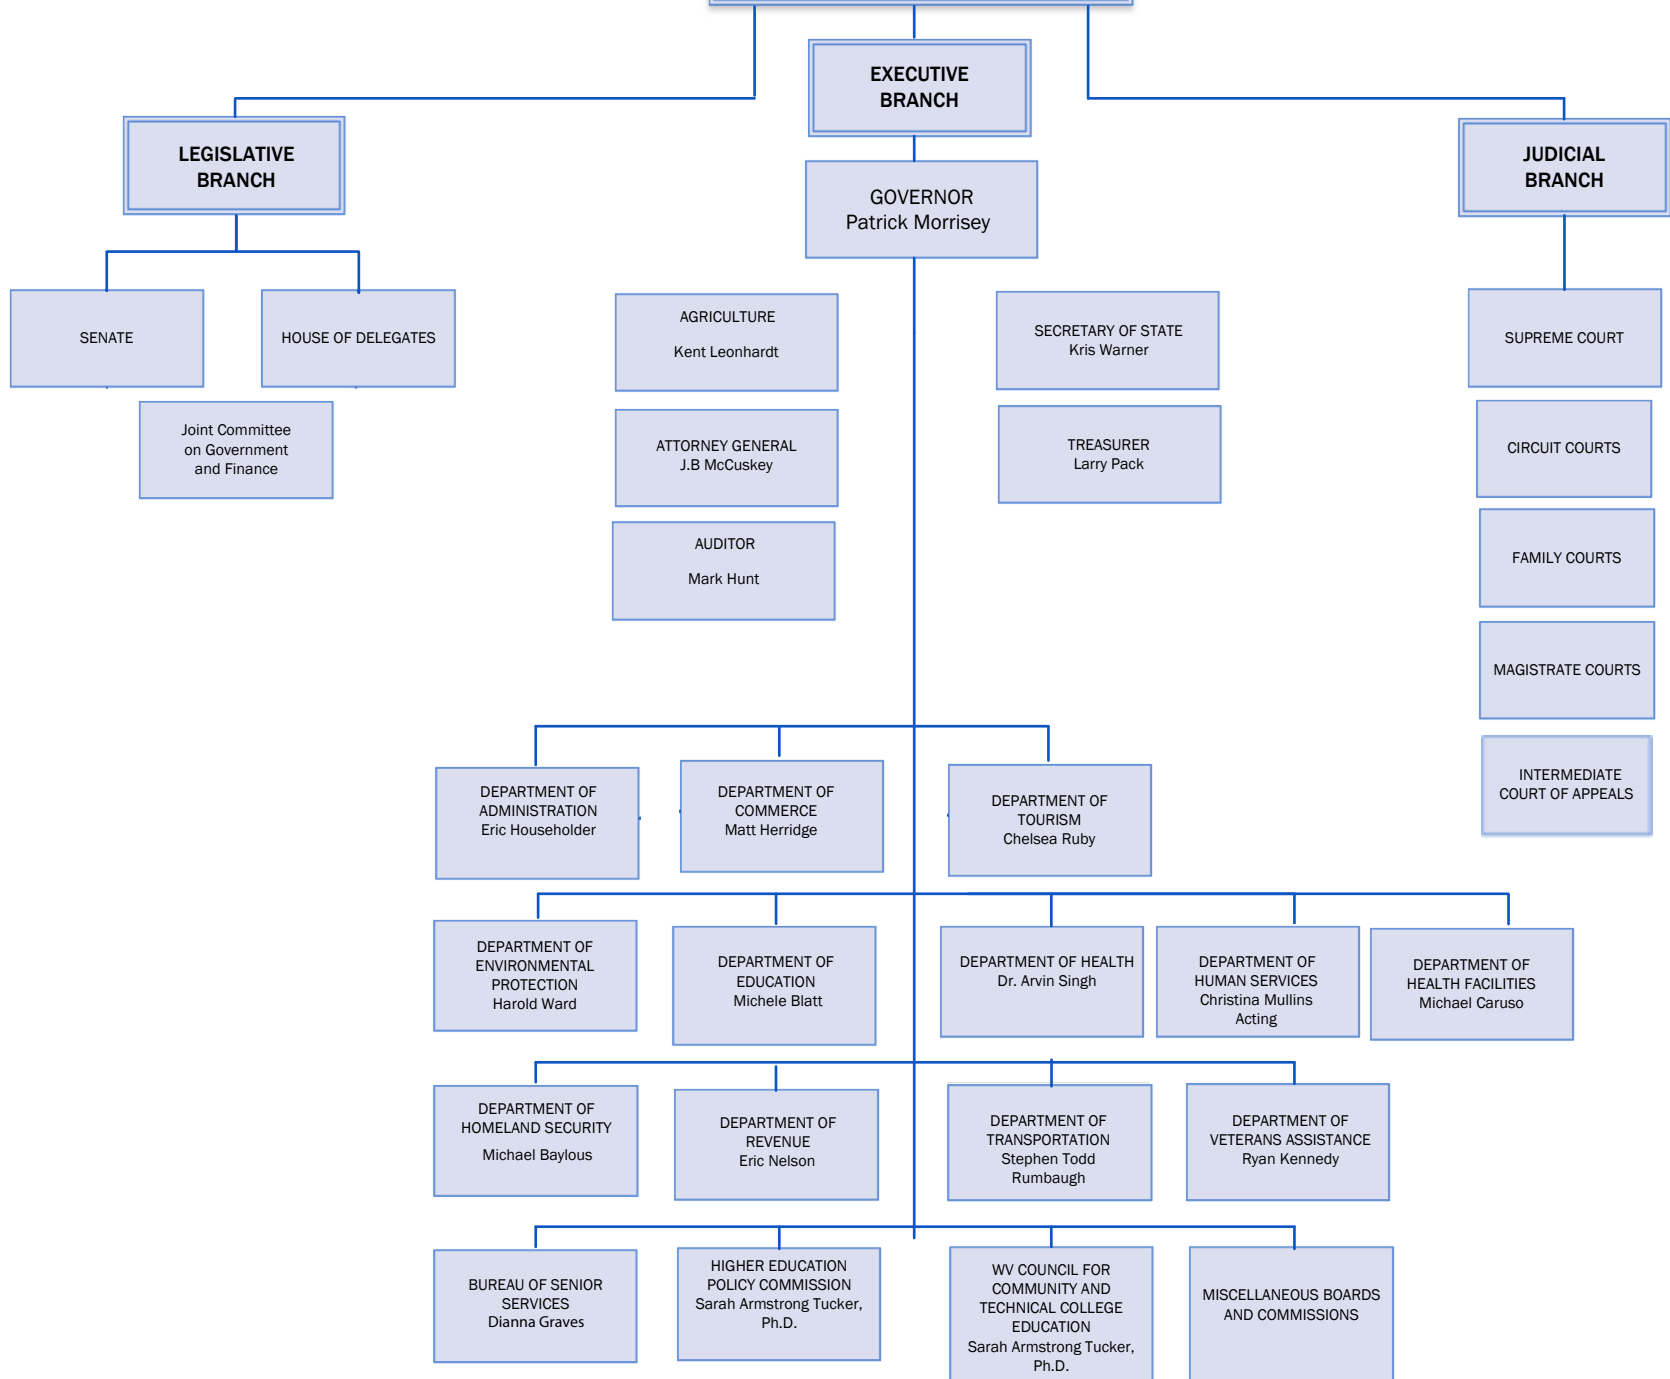 EXECUTIVE
BRANCH
LEGISLATIVE
BRANCH
JUDICIAL
BRANCH
GOVERNOR
Patrick Morrisey
SENATE
HOUSE OF DELEGATES
Joint Committee
on Government
and Finance
AGRICULTURE
Kent Leonhardt
SECRETARY OF STATE
Kris Warner
ATTORNEY GENERAL
J.B McCuskey
TREASURER
Larry Pack
AUDITOR
Mark Hunt
SUPREME COURT
CIRCUIT COURTS
FAMILY COURTS
MAGISTRATE COURTS
INTERMEDIATE
COURT OF APPEALS
DEPARTMENT OF
ADMINISTRATION
Eric Householder
DEPARTMENT OF
COMMERCE
Matt Herridge
DEPARTMENT OF
TOURISM
Chelsea Ruby
DEPARTMENT OF
ENVIRONMENTAL
PROTECTION
Harold Ward
DEPARTMENT OF
EDUCATION
Michele Blatt
DEPARTMENT OF HEALTH
Dr. Arvin Singh
DEPARTMENT OF
HUMAN SERVICES
Christina Mullins
Acting
DEPARTMENT OF
HEALTH FACILITIES
Michael Caruso
DEPARTMENT OF
HOMELAND SECURITY
Michael Baylous
DEPARTMENT OF
REVENUE
Eric Nelson
DEPARTMENT OF
TRANSPORTATION
Stephen Todd
Rumbaugh
DEPARTMENT OF
VETERANS ASSISTANCE
Ryan Kennedy
BUREAU OF SENIOR
SERVICES
Dianna Graves
HIGHER EDUCATION
POLICY COMMISSION
Sarah Armstrong Tucker,
Ph.D.
WV COUNCIL FOR
COMMUNITY AND
TECHNICAL COLLEGE
EDUCATION
Sarah Armstrong Tucker,
Ph.D.
MISCELLANEOUS BOARDS
AND COMMISSIONS